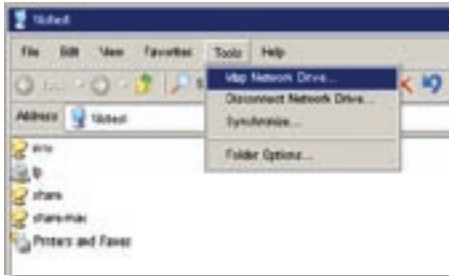 File Edit View Favorites Tools Help
Map Network Drive...
Disconnect Network Drive...
Synchronize...
Folder Options...
Address
lp
share
share-mac
Printers and Faxes